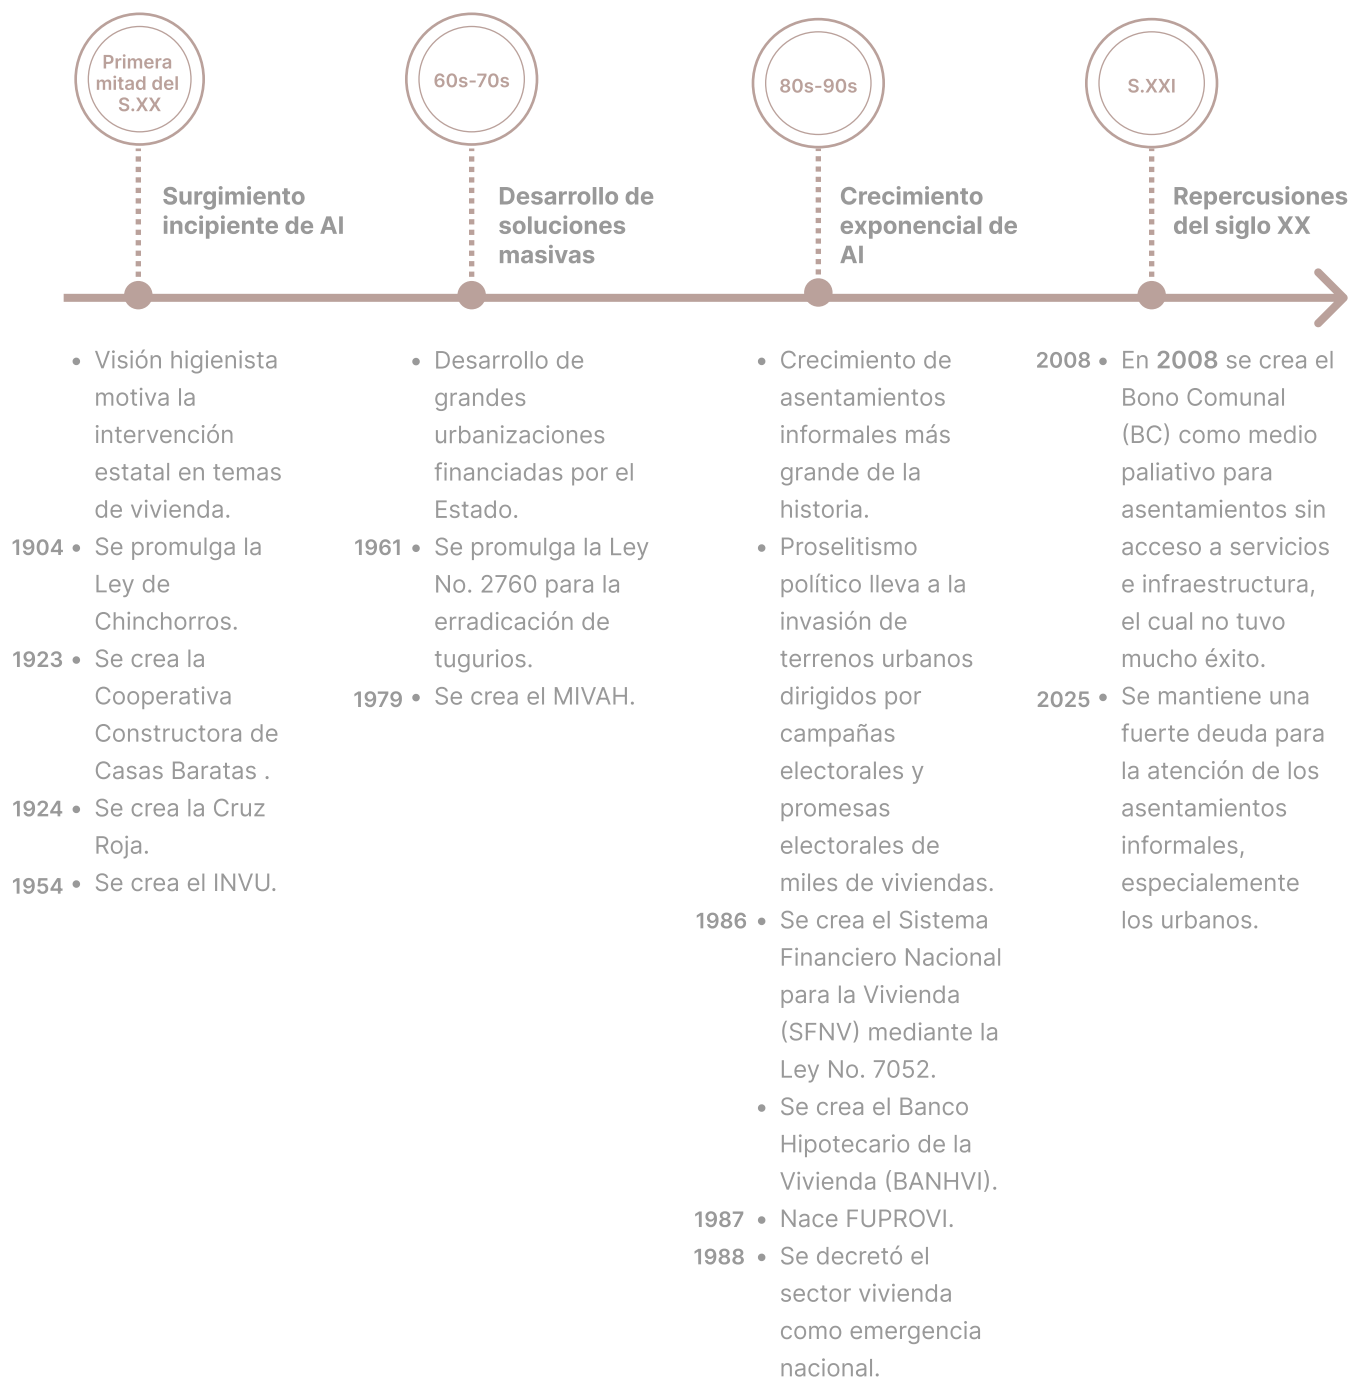 Primera
mitad del
S.XX
Surgimiento
incipiente de AI
• Visión higienista
motiva la
intervención
estatal en temas
de vivienda.
1904 • Se promulga la
Ley de
Chinchorros.
1923 • Se crea la
Cooperativa
Constructora de
Casas Baratas .
1924 • Se crea la Cruz
Roja.
1954 • Se crea el INVU.
60s-70s
Desarrollo de
soluciones
masivas
• Desarrollo de
grandes
urbanizaciones
financiadas por el
Estado.
1961 • Se promulga la Ley
No. 2760 para la
erradicación de
tugurios.
1979 • Se crea el MIVAH.
80s-90s
Crecimiento
exponencial de
AI
• Crecimiento de
asentamientos
informales más
grande de la
historia.
• Proselitismo
político lleva a la
invasión de
terrenos urbanos
dirigidos por
campañas
electorales y
promesas
electorales de
miles de viviendas.
1986 • Se crea el Sistema
Financiero Nacional
para la Vivienda
(SFNV) mediante la
Ley No. 7052.
• Se crea el Banco
Hipotecario de la
Vivienda (BANHVI).
1987 • Nace FUPROVI.
1988 • Se decretó el
sector vivienda
como emergencia
nacional.
S.XXI
Repercusiones
del siglo XX
2008 • En 2008 se crea el
Bono Comunal
(BC) como medio
paliativo para
asentamientos sin
acceso a servicios
e infraestructura,
el cual no tuvo
mucho éxito.
2025 • Se mantiene una
fuerte deuda para
la atención de los
asentamientos
informales,
especialemente
los urbanos.